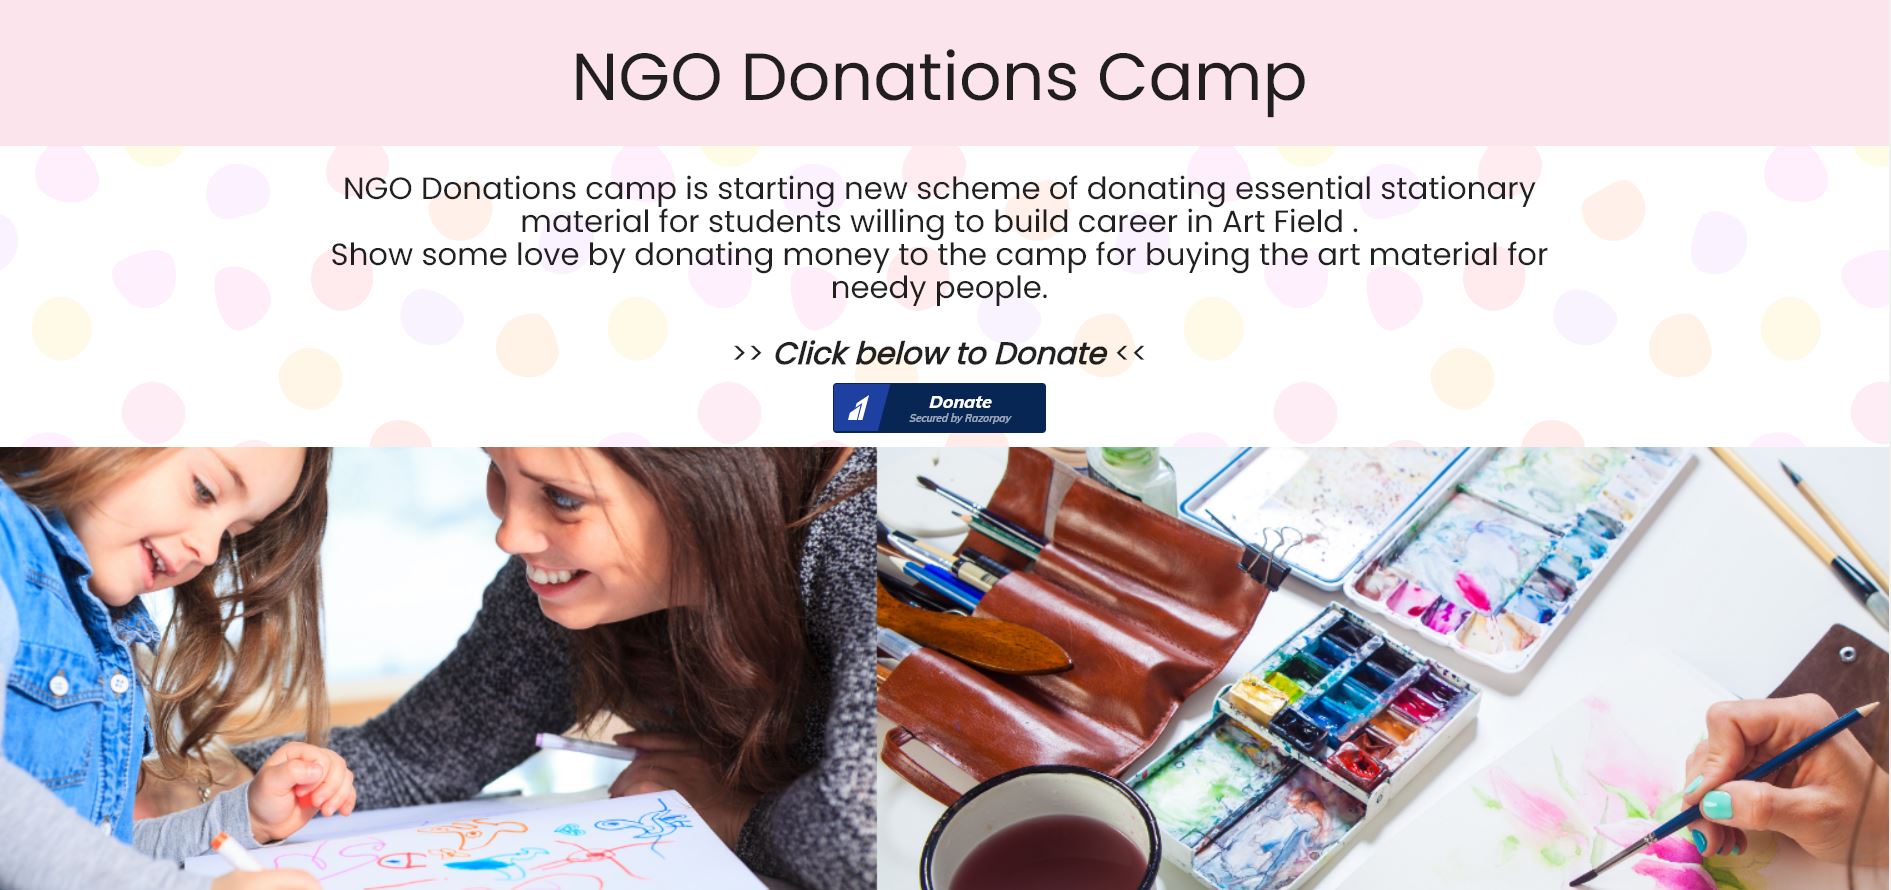 NGO Donations Camp
NGO Donations camp is starting new scheme of donating essential stationary
material for students willing to build career in Art Field .
Show some love by donating money to the camp for buying the art material for
needy people.
>> Click below to Donate <<
Donate
Secured by Razorpay